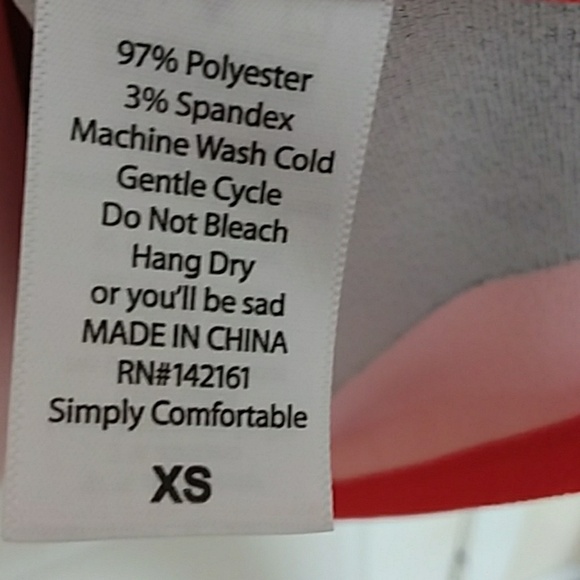 97% Polyester
3% Spandex
Machine Wash Cold
Gentle Cycle
Do Not Bleach
Hang Dry
or you'll be sad
MADE IN CHINA
RN#142161
Simply Comfortable
XS